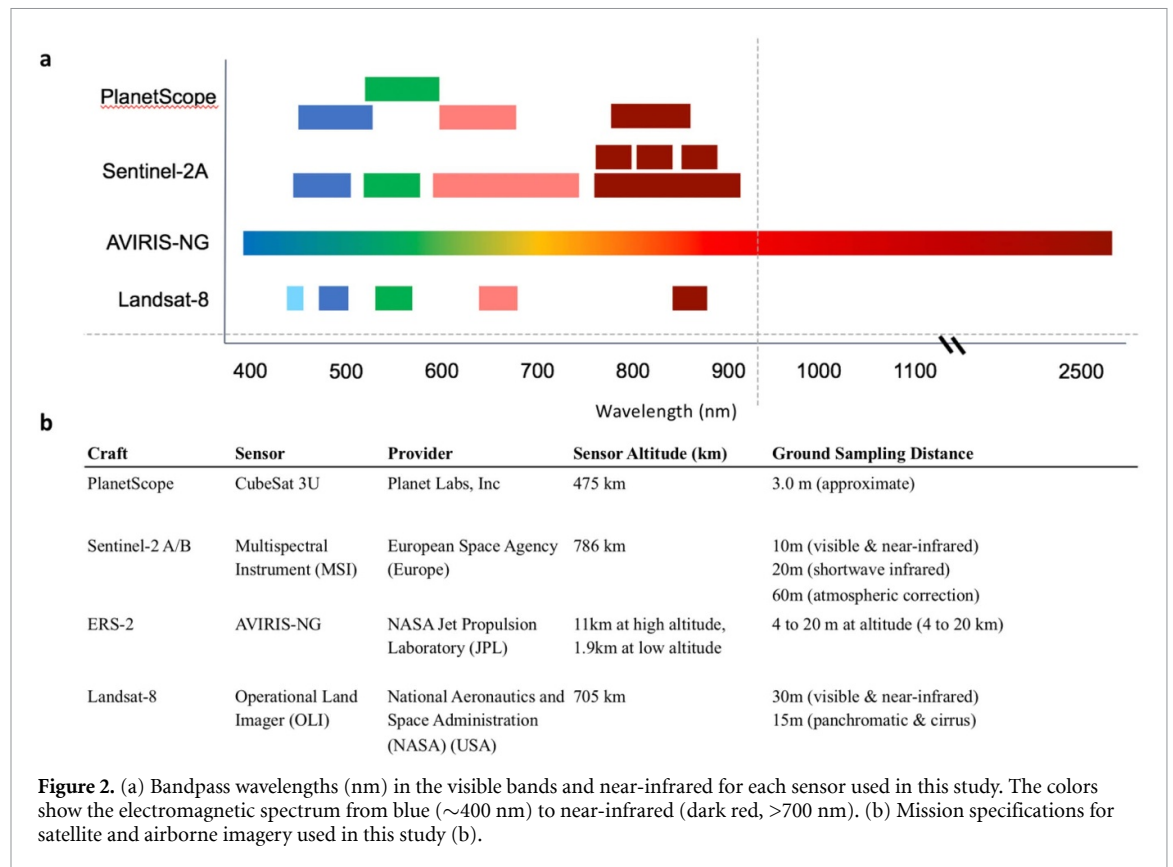 a
PlanetScope
Sentinel-2A
AVIRIS-NG
Landsat-8
400 500 600 700 800 900 1000 1100 2500
Wavelength (nm)
b
Craft Sensor Provider Sensor Altitude (km) Ground Sampling Distance
PlanetScope CubeSat 3U Planet Labs, Inc 475 km 3.0 m (approximate)
Sentinel-2 A/B Multispectral European Space Agency 786 km 10m (visible & near-infrared)
Instrument (MSI) (Europe) 20m (shortwave infrared)
60m (atmospheric correction)
ERS-2 AVIRIS-NG NASA Jet Propulsion 11km at high altitude, 4 to 20 m at altitude (4 to 20 km)
Laboratory (JPL) 1.9km at low altitude
Landsat-8 Operational Land National Aeronautics and 705 km 30m (visible & near-infrared)
Imager (OLI) Space Administration 15m (panchromatic & cirrus)
(NASA) (USA)
Figure 2. (a) Bandpass wavelengths (nm) in the visible bands and near-infrared for each sensor used in this study. The colors
show the electromagnetic spectrum from blue (∼400 nm) to near-infrared (dark red, >700 nm). (b) Mission specifications for
satellite and airborne imagery used in this study (b).